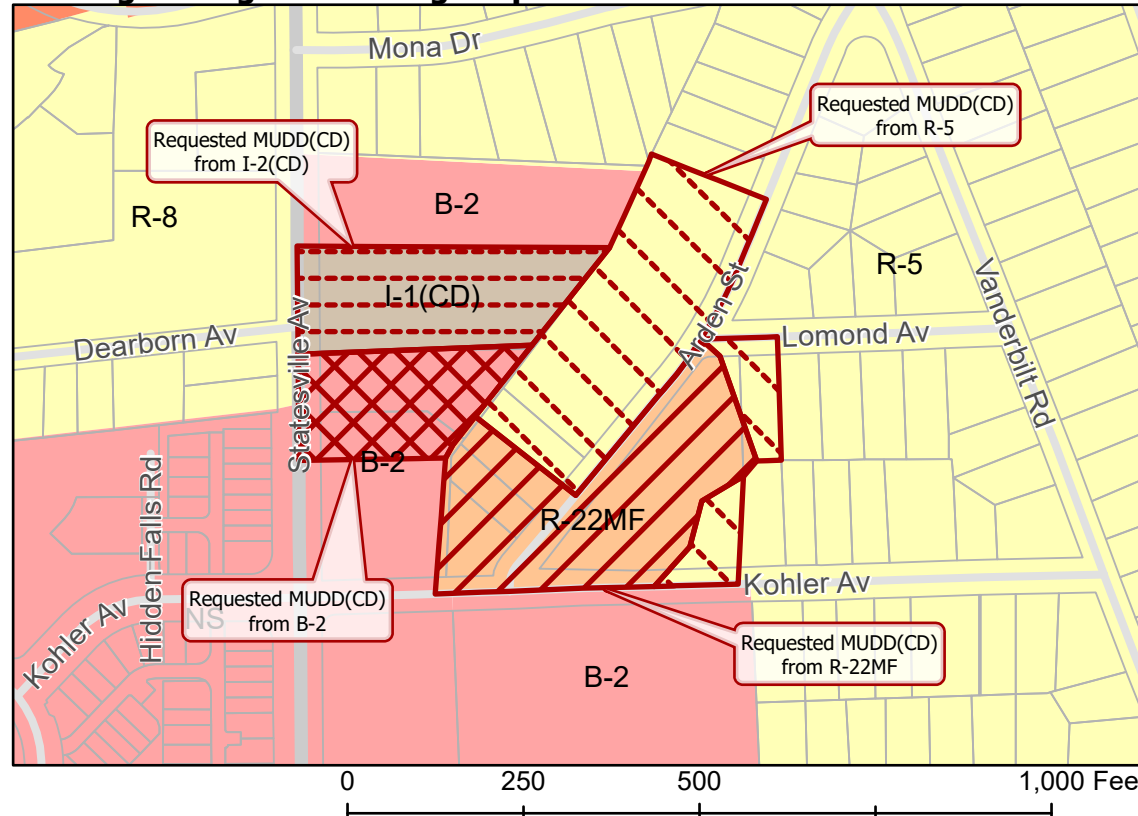 Mona Dr
Requested MUDD(CD)
from R-5
Requested MUDD(CD)
from I-2(CD)
B-2
R-8
R-5
I-1(CD)
Arden St
Vanderbilt Rd
Dearborn Av
Lomond Av
Statesville Av
B-2
Hidden Falls Rd
R-22MF
Kohler Av
Requested MUDD(CD)
from B-2
NS
Kohler Av
Requested MUDD(CD)
from R-22MF
B-2
0 250 500 1,000 Fee